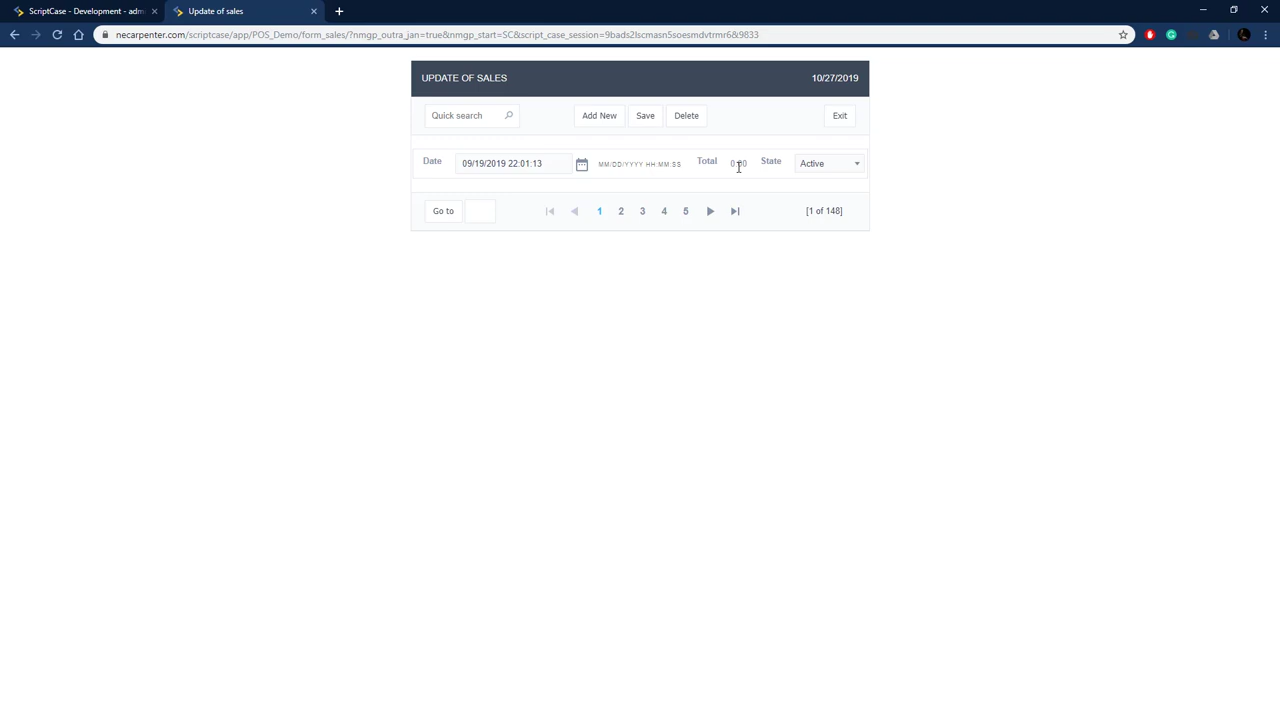 ScriptCase - Development - adm
Update of sales
necarpenter.com/scriptcase/app/POS_Demo/form_sales/?nmgp_outra_jan=true&nmgp_start=SC&script_case_session=9bads2lscmasn5soesmdvtrmr6&9833
UPDATE OF SALES 10/27/2019
Quick search Add New Save Delete Exit
Date 09/19/2019 22:01:13 MM/DD/YYYY HH:MM:SS Total 0.00 State Active
Go to 1 2 3 4 5 [1 of 148]